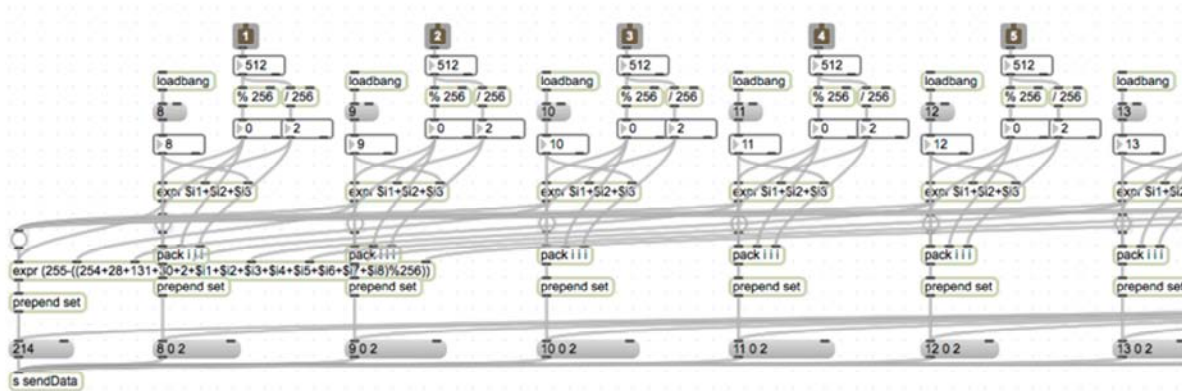 1 2 3 4 5
512 512 512 512 512
loadbang loadbang loadbang loadbang loadbang loadbang
% 256 / 256 % 256 / 256 % 256 / 256 % 256 / 256 % 256 / 256
8 9 10 11 12 13
0 2 0 2 0 2 0 2 0 2
8 9 10 11 12 13
expr $i1+$i2+$i3 expr $i1+$i2+$i3 expr $i1+$i2+$i3 expr $i1+$i2+$i3 expr $i1+$i2+$i3 expr $i1+$i2
pack i i i pack i i i pack i i i pack i i i pack i i i pack i i i
expr (255-((254+28+131+30+2+$i1+$i2+$i3+$i4+$i5+$i6+$i7+$i8)%256))
prepend set prepend set prepend set prepend set prepend set prepend set
prepend set
214 8 0 2 9 0 2 10 0 2 11 0 2 12 0 2 13 0 2
s sendData